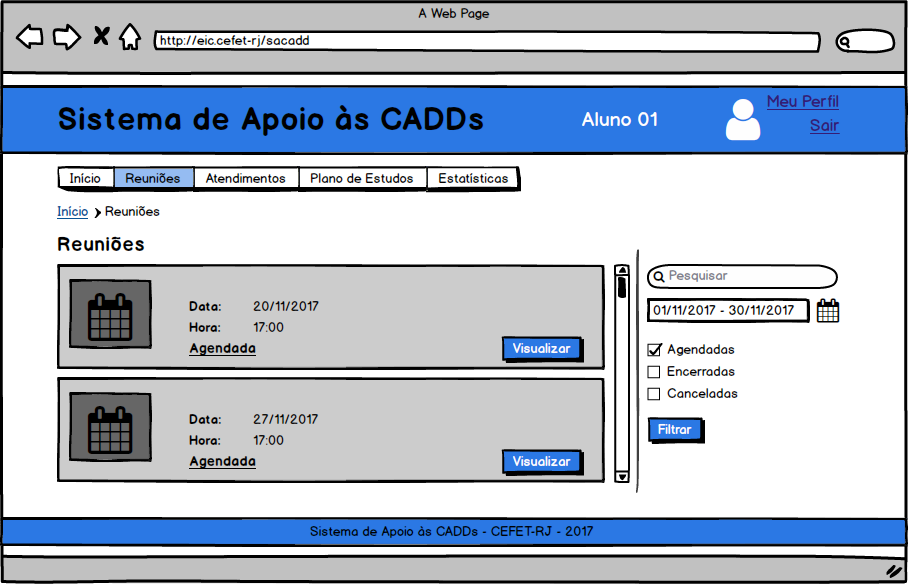 A Web Page
http://eic.cefet-rj/sacadd
Sistema de Apoio às CADDs
Aluno 01
Meu Perfil
Sair
Início Reuniões Atendimentos Plano de Estudos Estatísticas
Início Reuniões
Reuniões
Data: 20/11/2017
Hora: 17:00
Agendada
Visualizar
Data: 27/11/2017
Hora: 17:00
Agendada
Visualizar
Pesquisar
01/11/2017 - 30/11/2017
Agendadas
Encerradas
Canceladas
Filtrar
Sistema de Apoio às CADDs - CEFET-RJ - 2017